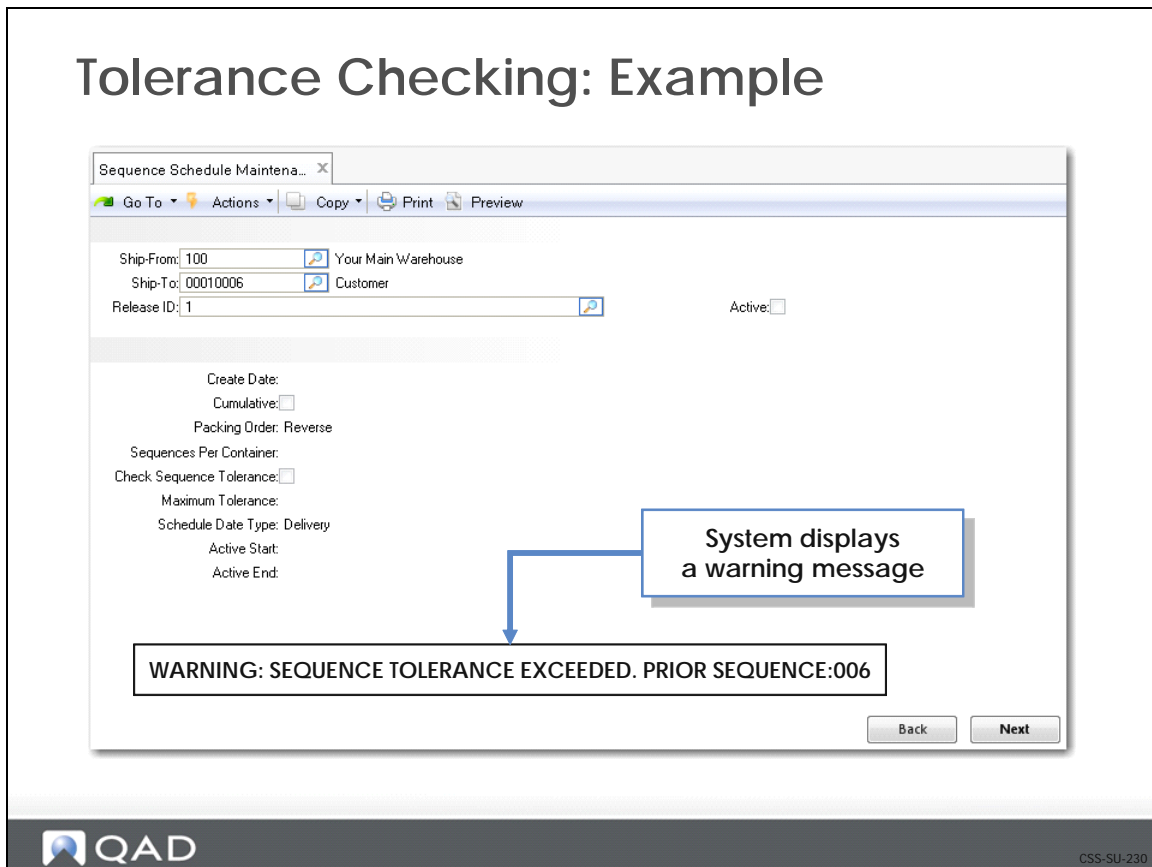 Tolerance Checking: Example
Sequence Schedule Maintena...
Go To Actions Copy Print Preview
Ship-From: 100 Your Main Warehouse
Ship-To: 00010006 Customer
Release ID: 1 Active:
Create Date:
Cumulative:
Packing Order: Reverse
Sequences Per Container:
Check Sequence Tolerance:
Maximum Tolerance:
Schedule Date Type: Delivery
Active Start:
Active End:
System displays
a warning message
WARNING: SEQUENCE TOLERANCE EXCEEDED. PRIOR SEQUENCE:006
Back Next
QAD
CSS-SU-230